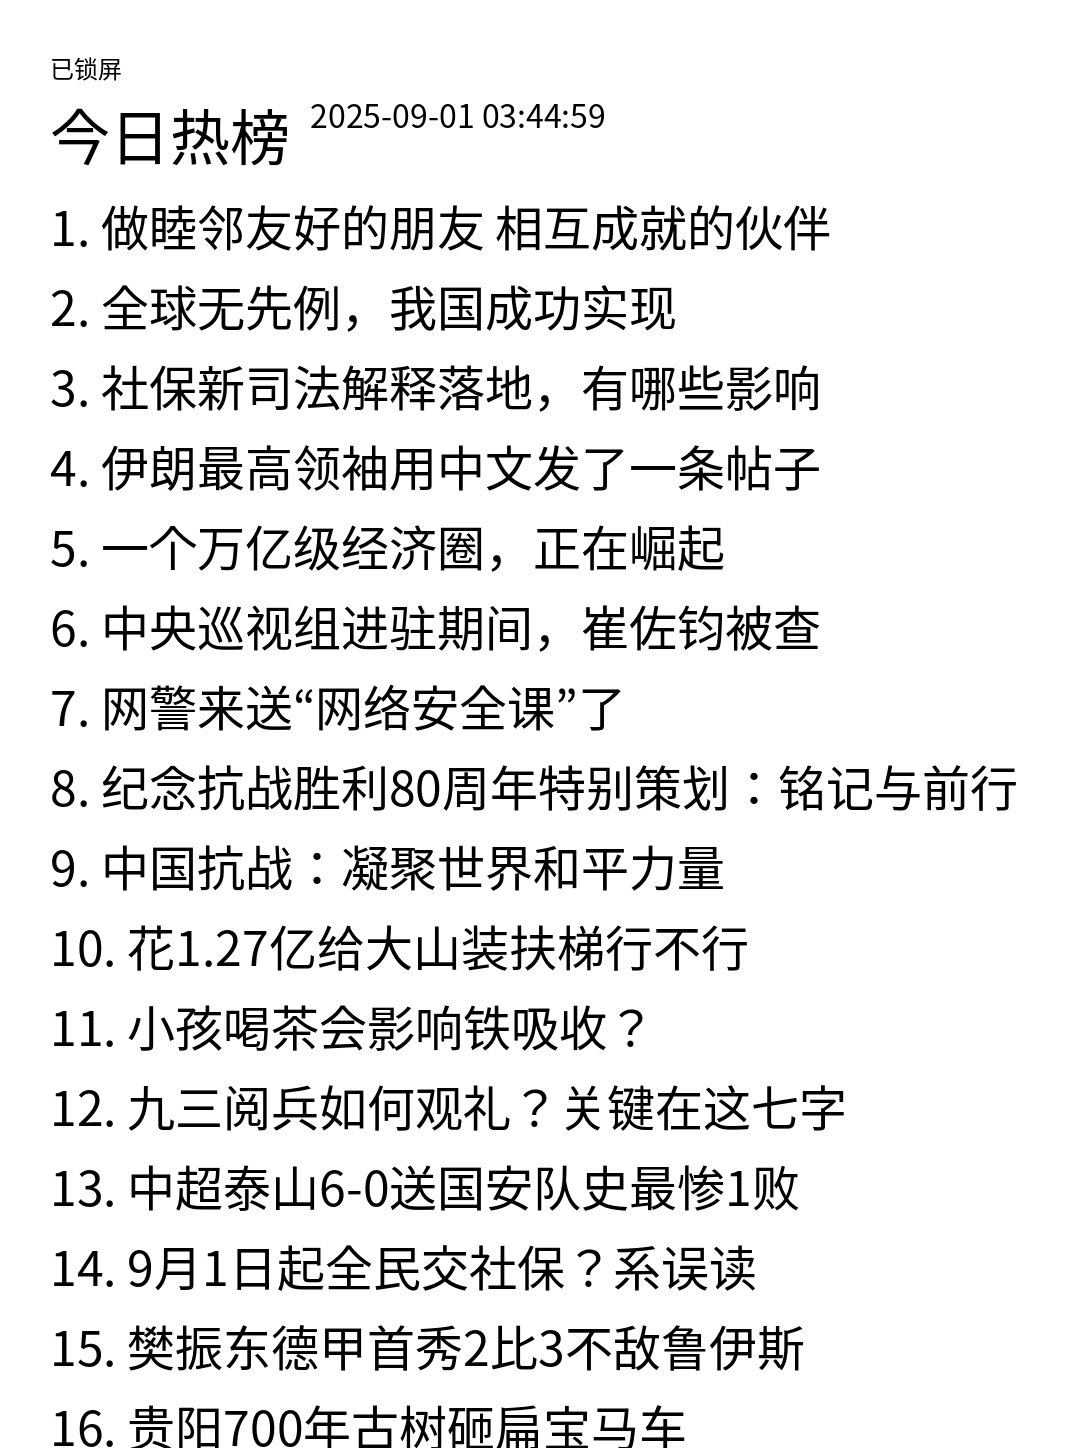 已锁屏
今日热榜 2025-09-01 03:44:59
1. 做睦邻友好的朋友 相互成就的伙伴
2. 全球无先例，我国成功实现
3. 社保新司法解释落地，有哪些影响
4. 伊朗最高领袖用中文发了一条帖子
5. 一个万亿级经济圈，正在崛起
6. 中央巡视组进驻期间，崔佐钧被查
7. 网警来送“网络安全课”了
8. 纪念抗战胜利80周年特别策划：铭记与前行
9. 中国抗战：凝聚世界和平力量
10. 花1.27亿给大山装扶梯行不行
11. 小孩喝茶会影响铁吸收？
12. 九三阅兵如何观礼？关键在这七字
13. 中超泰山6-0送国安队史最惨1败
14. 9月1日起全民交社保？系误读
15. 樊振东德甲首秀2比3不敌鲁伊斯
16. 贵阳700年古树砸扁宝马车